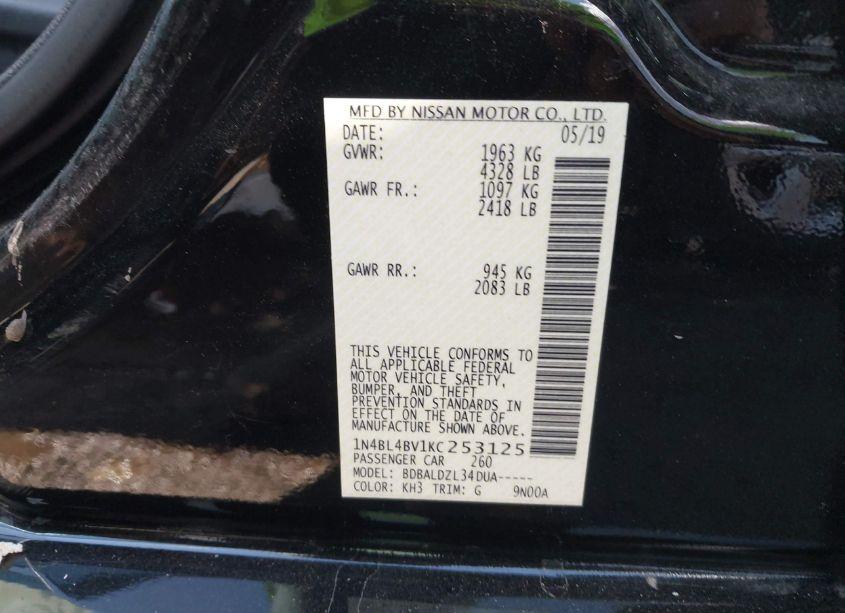 MFD BY NISSAN MOTOR CO., LTD.
DATE: 05/19
GVWR: 1963 KG
4328 LB
GAWR FR.: 1097 KG
2418 LB
GAWR RR.: 945 KG
2083 LB
THIS VEHICLE CONFORMS TO
ALL APPLICABLE FEDERAL
MOTOR VEHICLE SAFETY,
BUMPER, AND THEFT
PREVENTION STANDARDS IN
EFFECT ON THE DATE OF
MANUFACTURE SHOWN ABOVE.
1N4BL4BV1KC253125
PASSENGER CAR 260
MODEL: BDBALDZL34DUA-----
COLOR: KH3 TRIM: G 9N00A